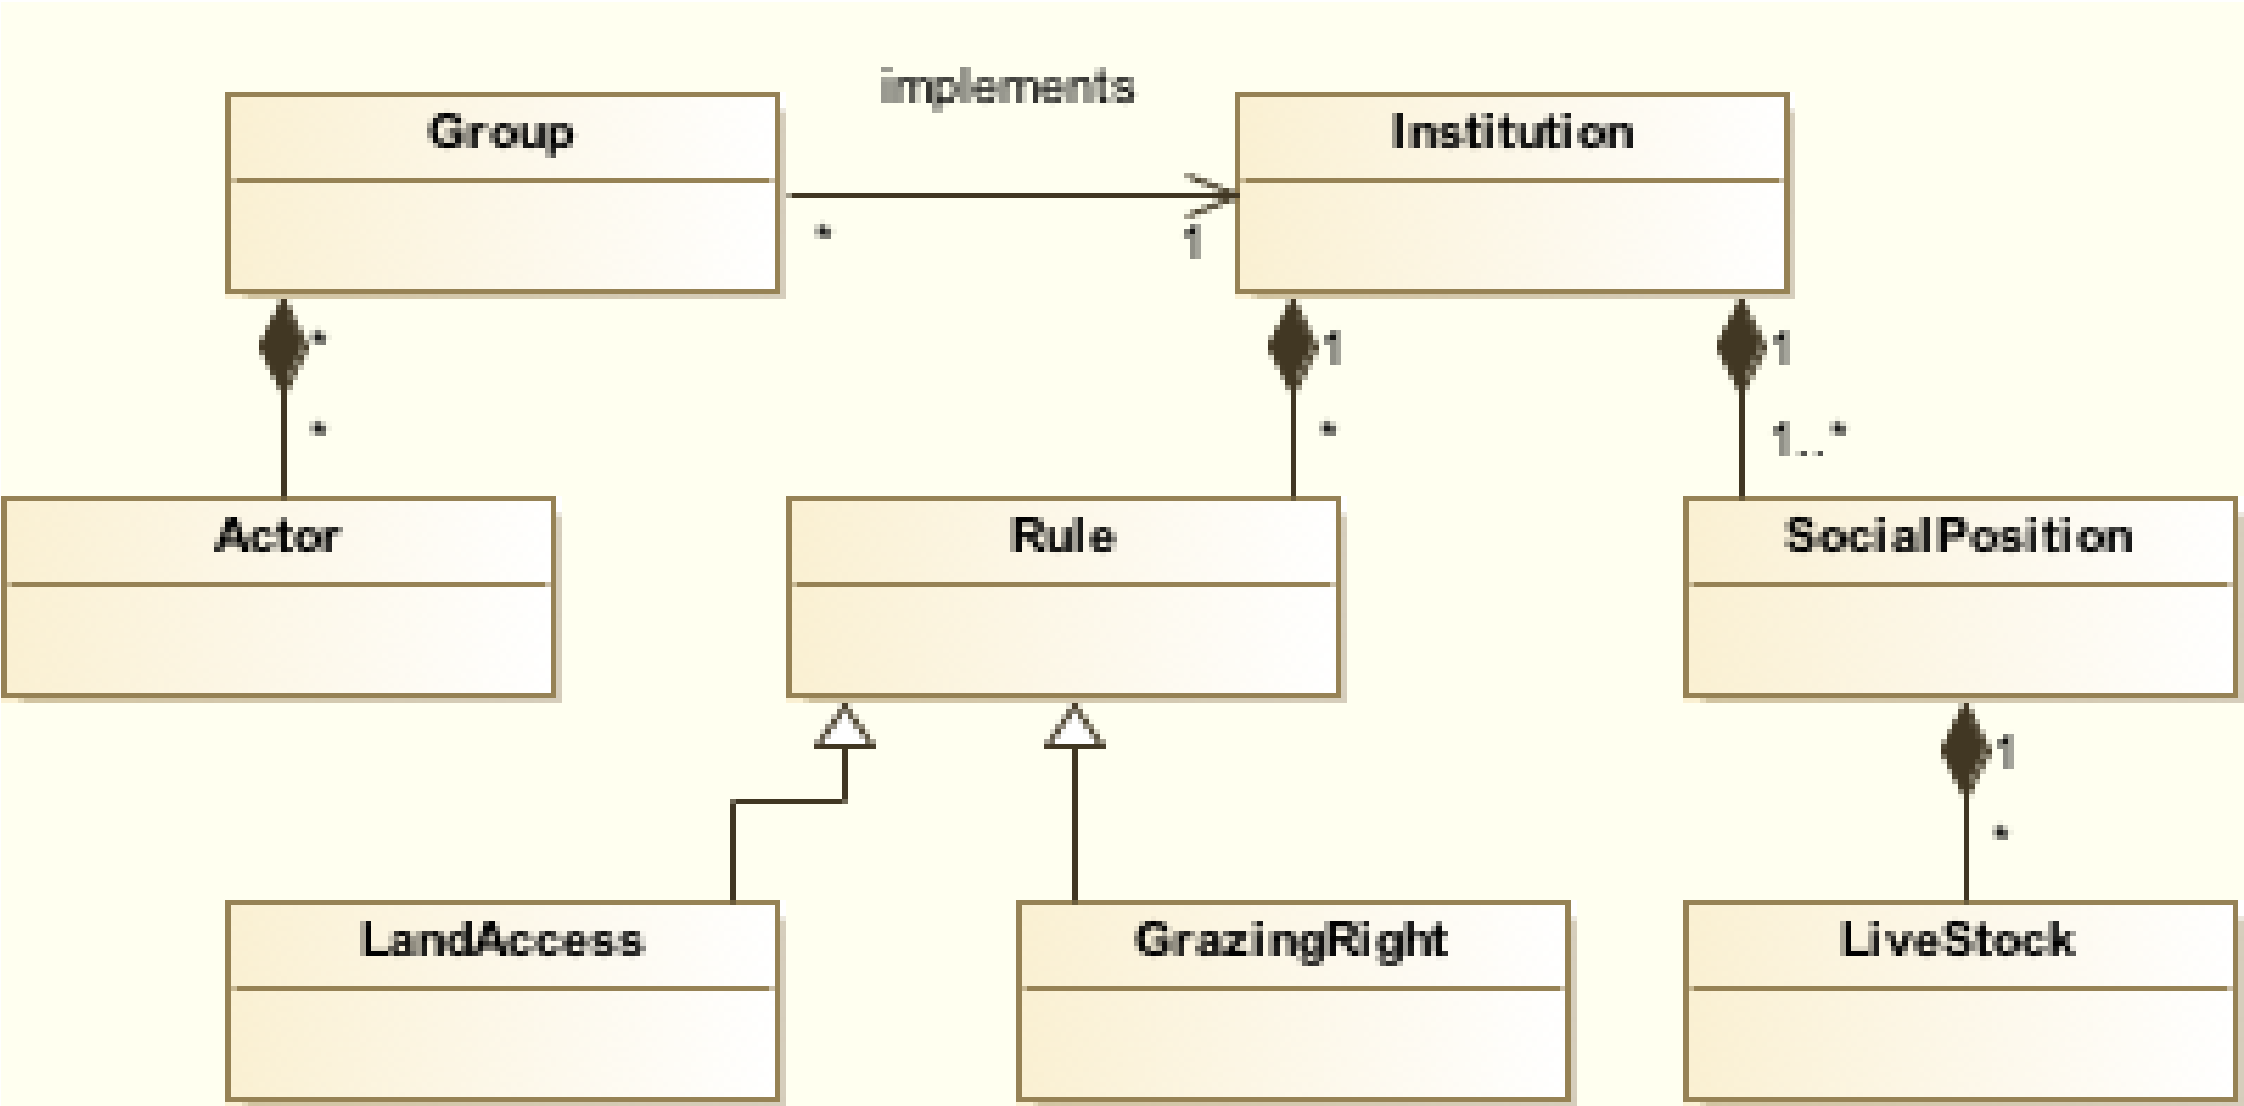 implements
Group
Institution
*
1
*
1
1
*
*
1..*
Actor
Rule
SocialPosition
1
*
LandAccess
GrazingRight
LiveStock